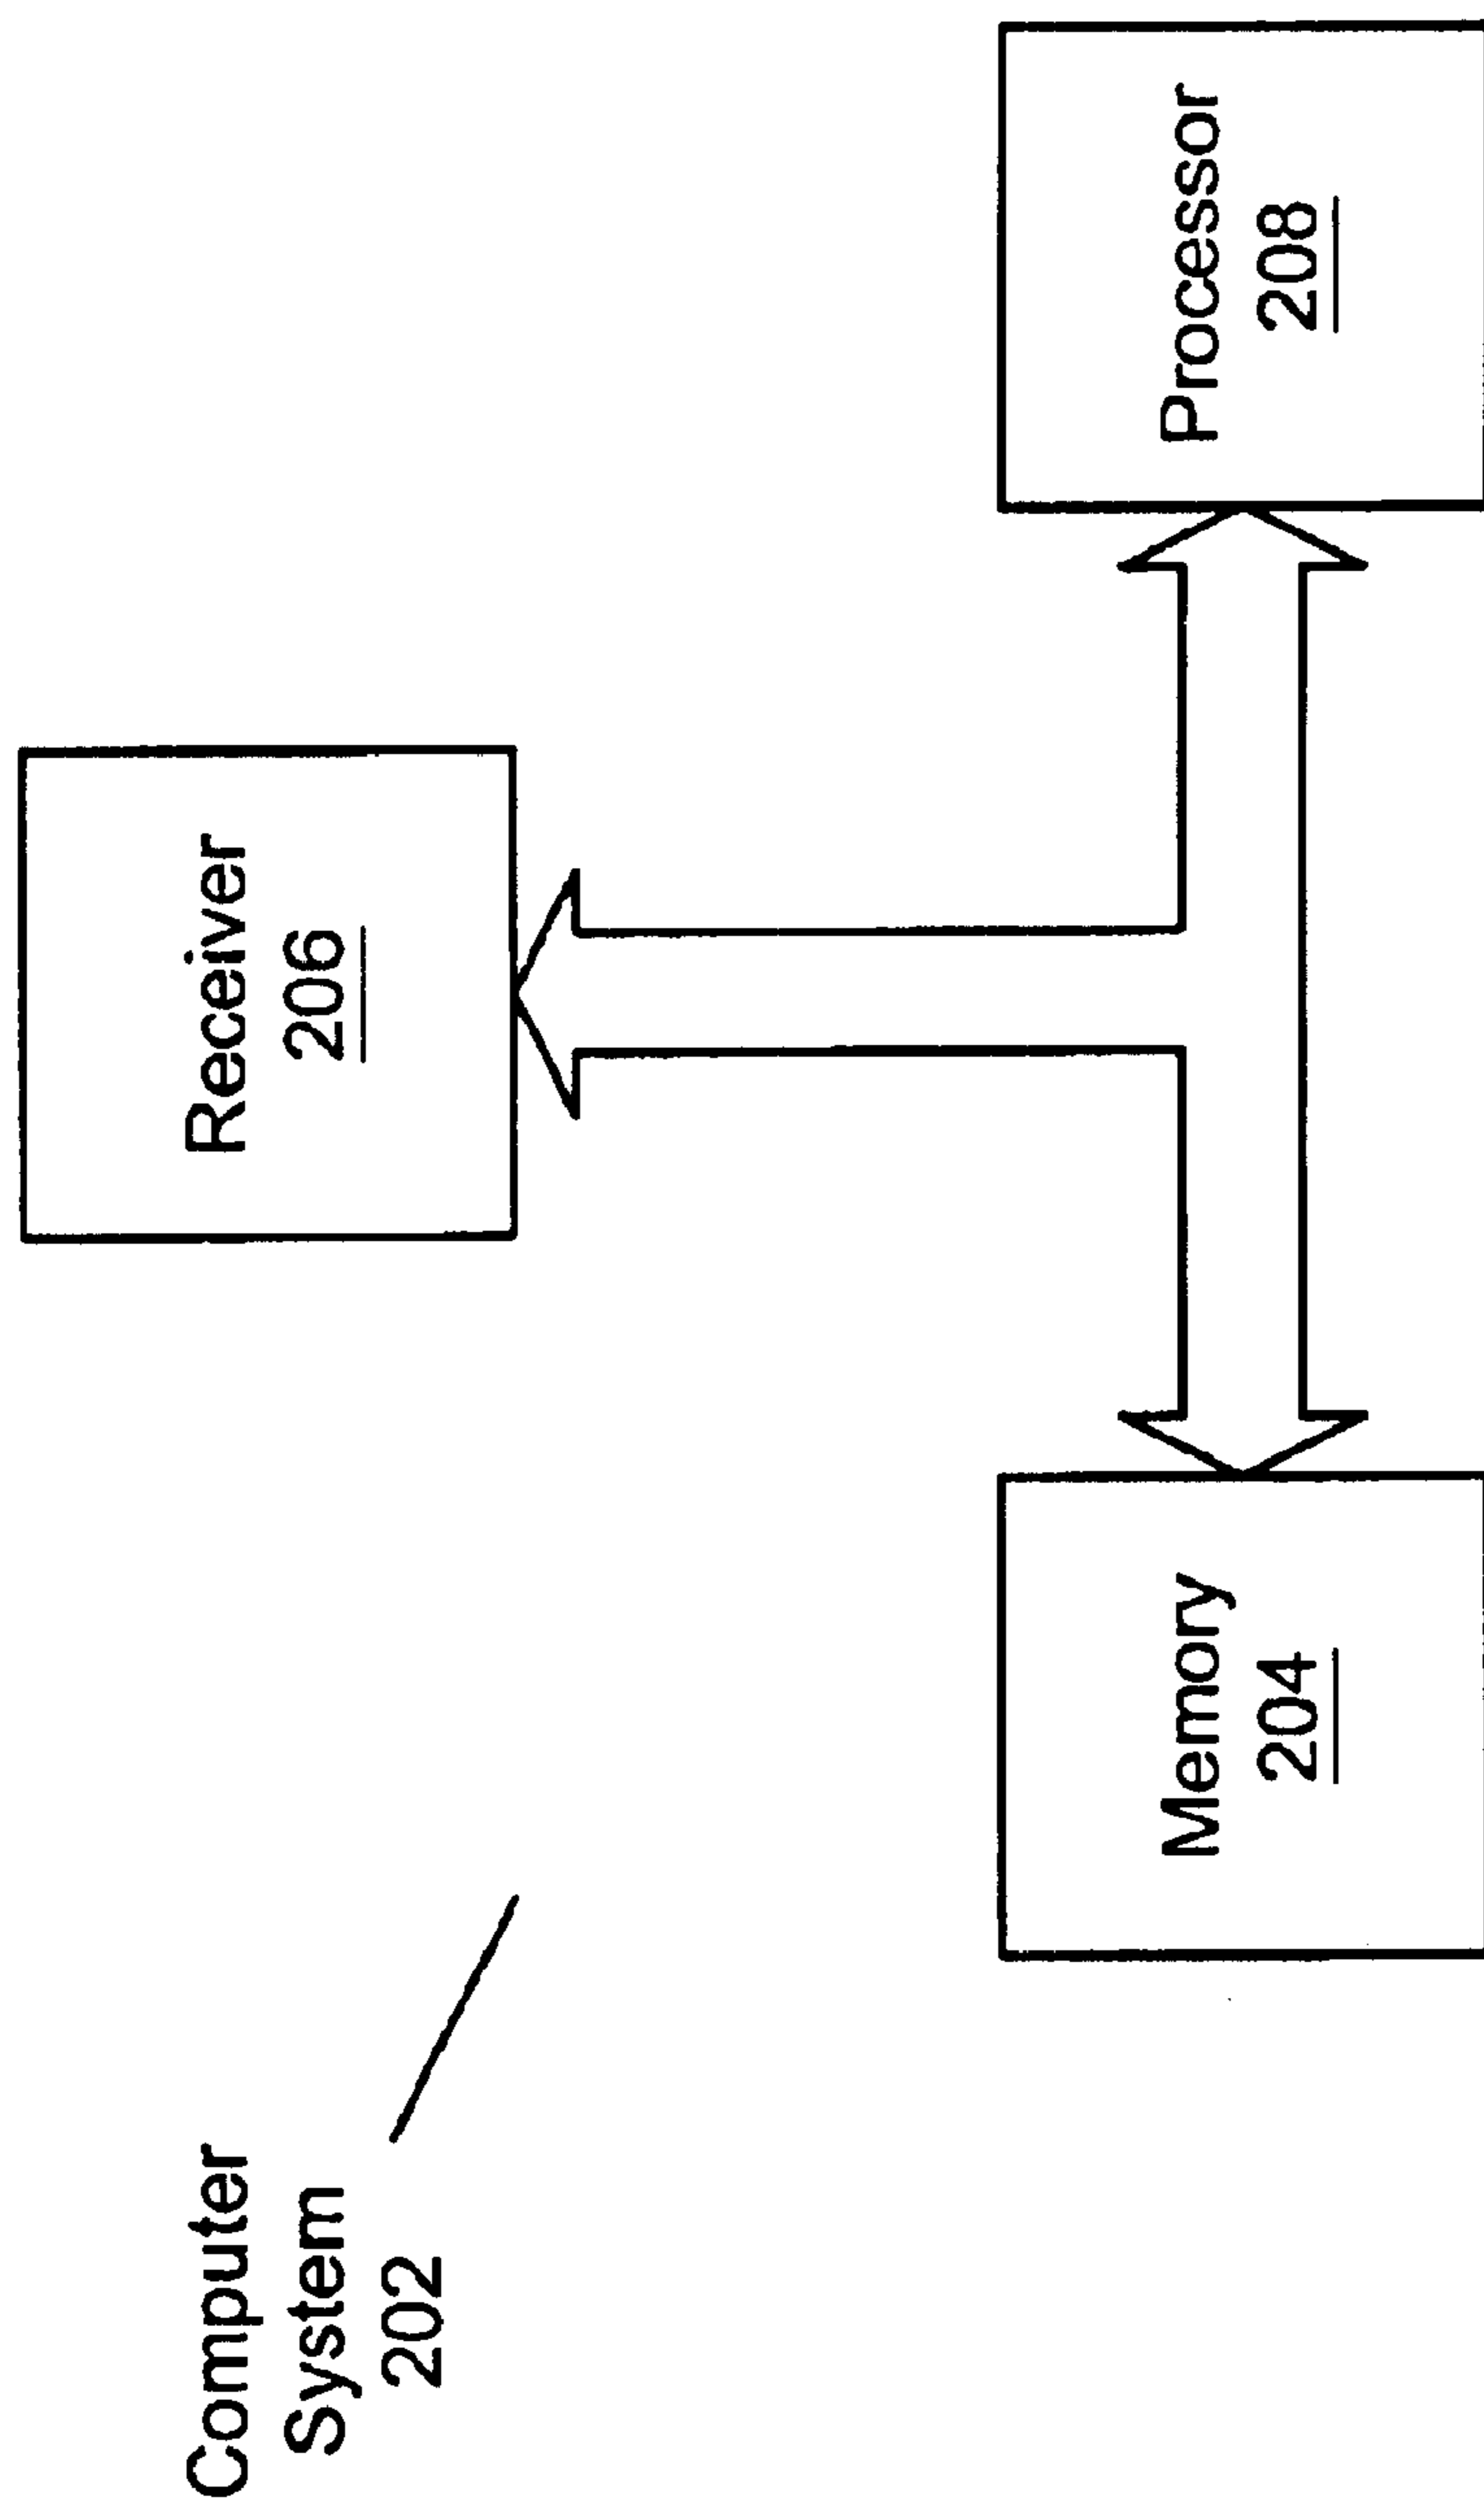 Computer
System
202
Receiver
206
Memory
204
Processor
208